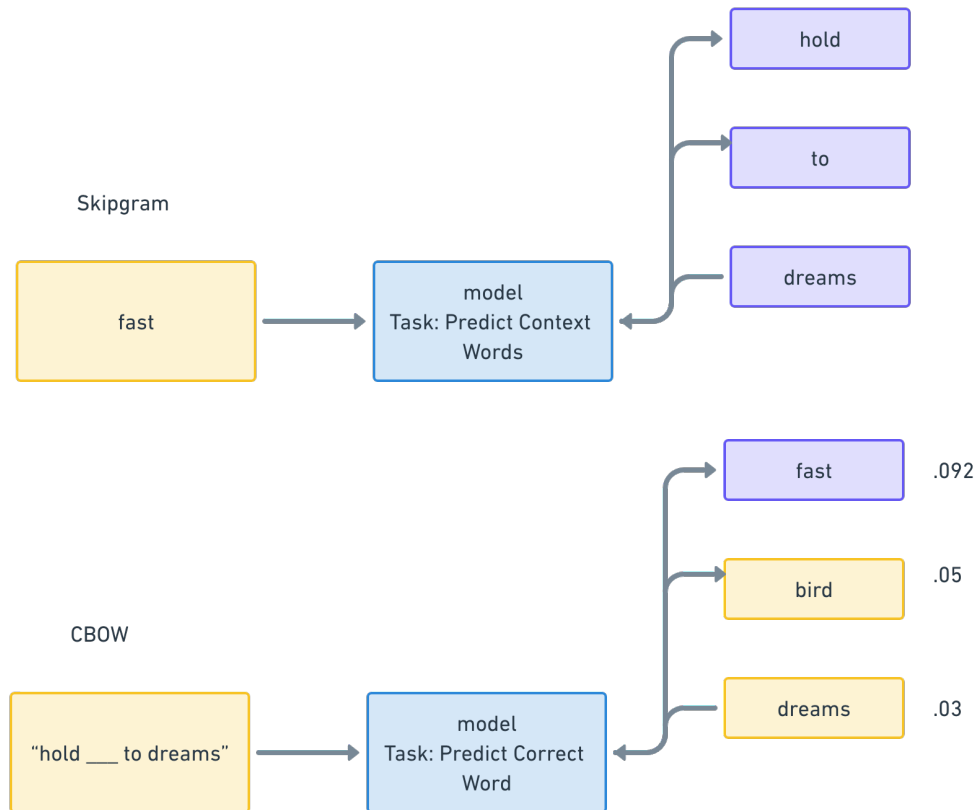 hold
to
Skipgram
dreams
fast
model
Task: Predict Context
Words
fast
.092
bird
.05
CBOW
dreams
.03
“hold ___ to dreams”
model
Task: Predict Correct
Word